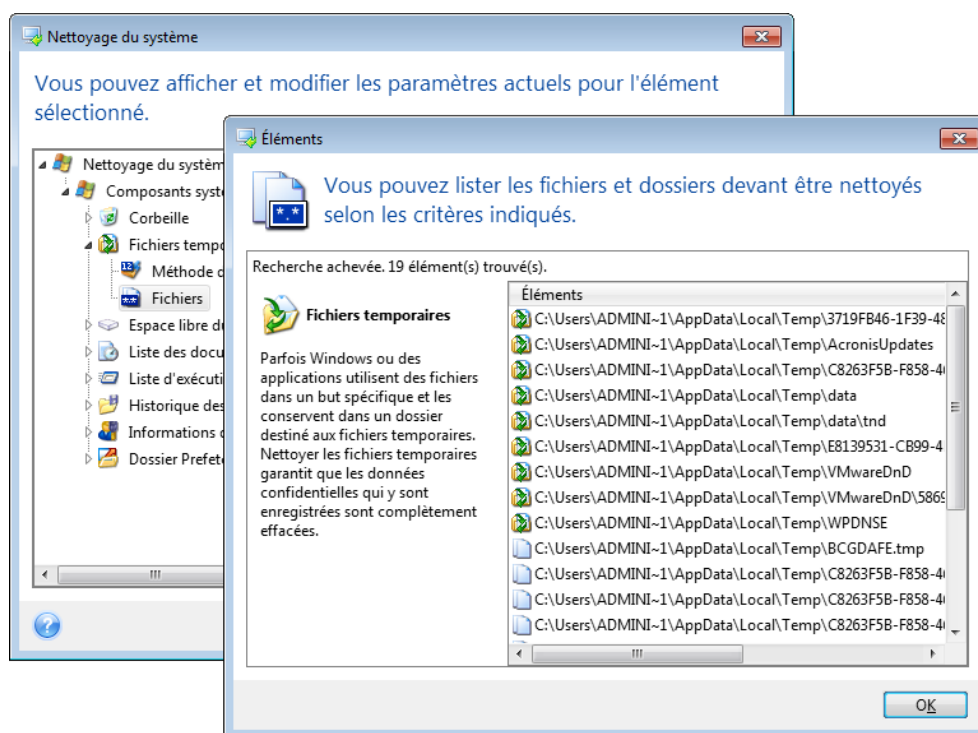 Nettoyage du système
Vous pouvez afficher et modifier les paramètres actuels pour l'élément
sélectionné.
Nettoyage du systèm
Composants systé
Corbeille
Fichiers tempo
Méthode
Fichiers
Espace libre du
Liste des docu
Liste d'exécuti
Historique des
Informations
Dossier Prefet
Éléments
Vous pouvez lister les fichiers et dossiers devant être nettoyés
selon les critères indiqués.
Recherche achevée. 19 élément(s) trouvé(s).
Fichiers temporaires
Parfois Windows ou des
applications utilisent des fichiers
dans un but spécifique et les
conservent dans un dossier
destiné aux fichiers temporaires.
Nettoyer les fichiers temporaires
garantit que les données
confidentielles qui y sont
enregistrées sont complètement
effacées.
Éléments
C:\Users\ADMINI~1\AppData\Local\Temp\3719FB46-1F39-48
C:\Users\ADMINI~1\AppData\Local\Temp\AcronisUpdates
C:\Users\ADMINI~1\AppData\Local\Temp\C8263F5B-F858-4
C:\Users\ADMINI~1\AppData\Local\Temp\data
C:\Users\ADMINI~1\AppData\Local\Temp\data\tnd
C:\Users\ADMINI~1\AppData\Local\Temp\E8139531-CB99-4
C:\Users\ADMINI~1\AppData\Local\Temp\VMwareDnD
C:\Users\ADMINI~1\AppData\Local\Temp\VMwareDnD\5869
C:\Users\ADMINI~1\AppData\Local\Temp\WPDNSE
C:\Users\ADMINI~1\AppData\Local\Temp\BCGDAFE.tmp
C:\Users\ADMINI~1\AppData\Local\Temp\C8263F5B-F858-4
C:\Users\ADMINI~1\AppData\Local\Temp\C8263F5B-F858-4
C:\Users\ADMINI~1\AppData\Local\Temp\C8263F5B-F858-4
OK